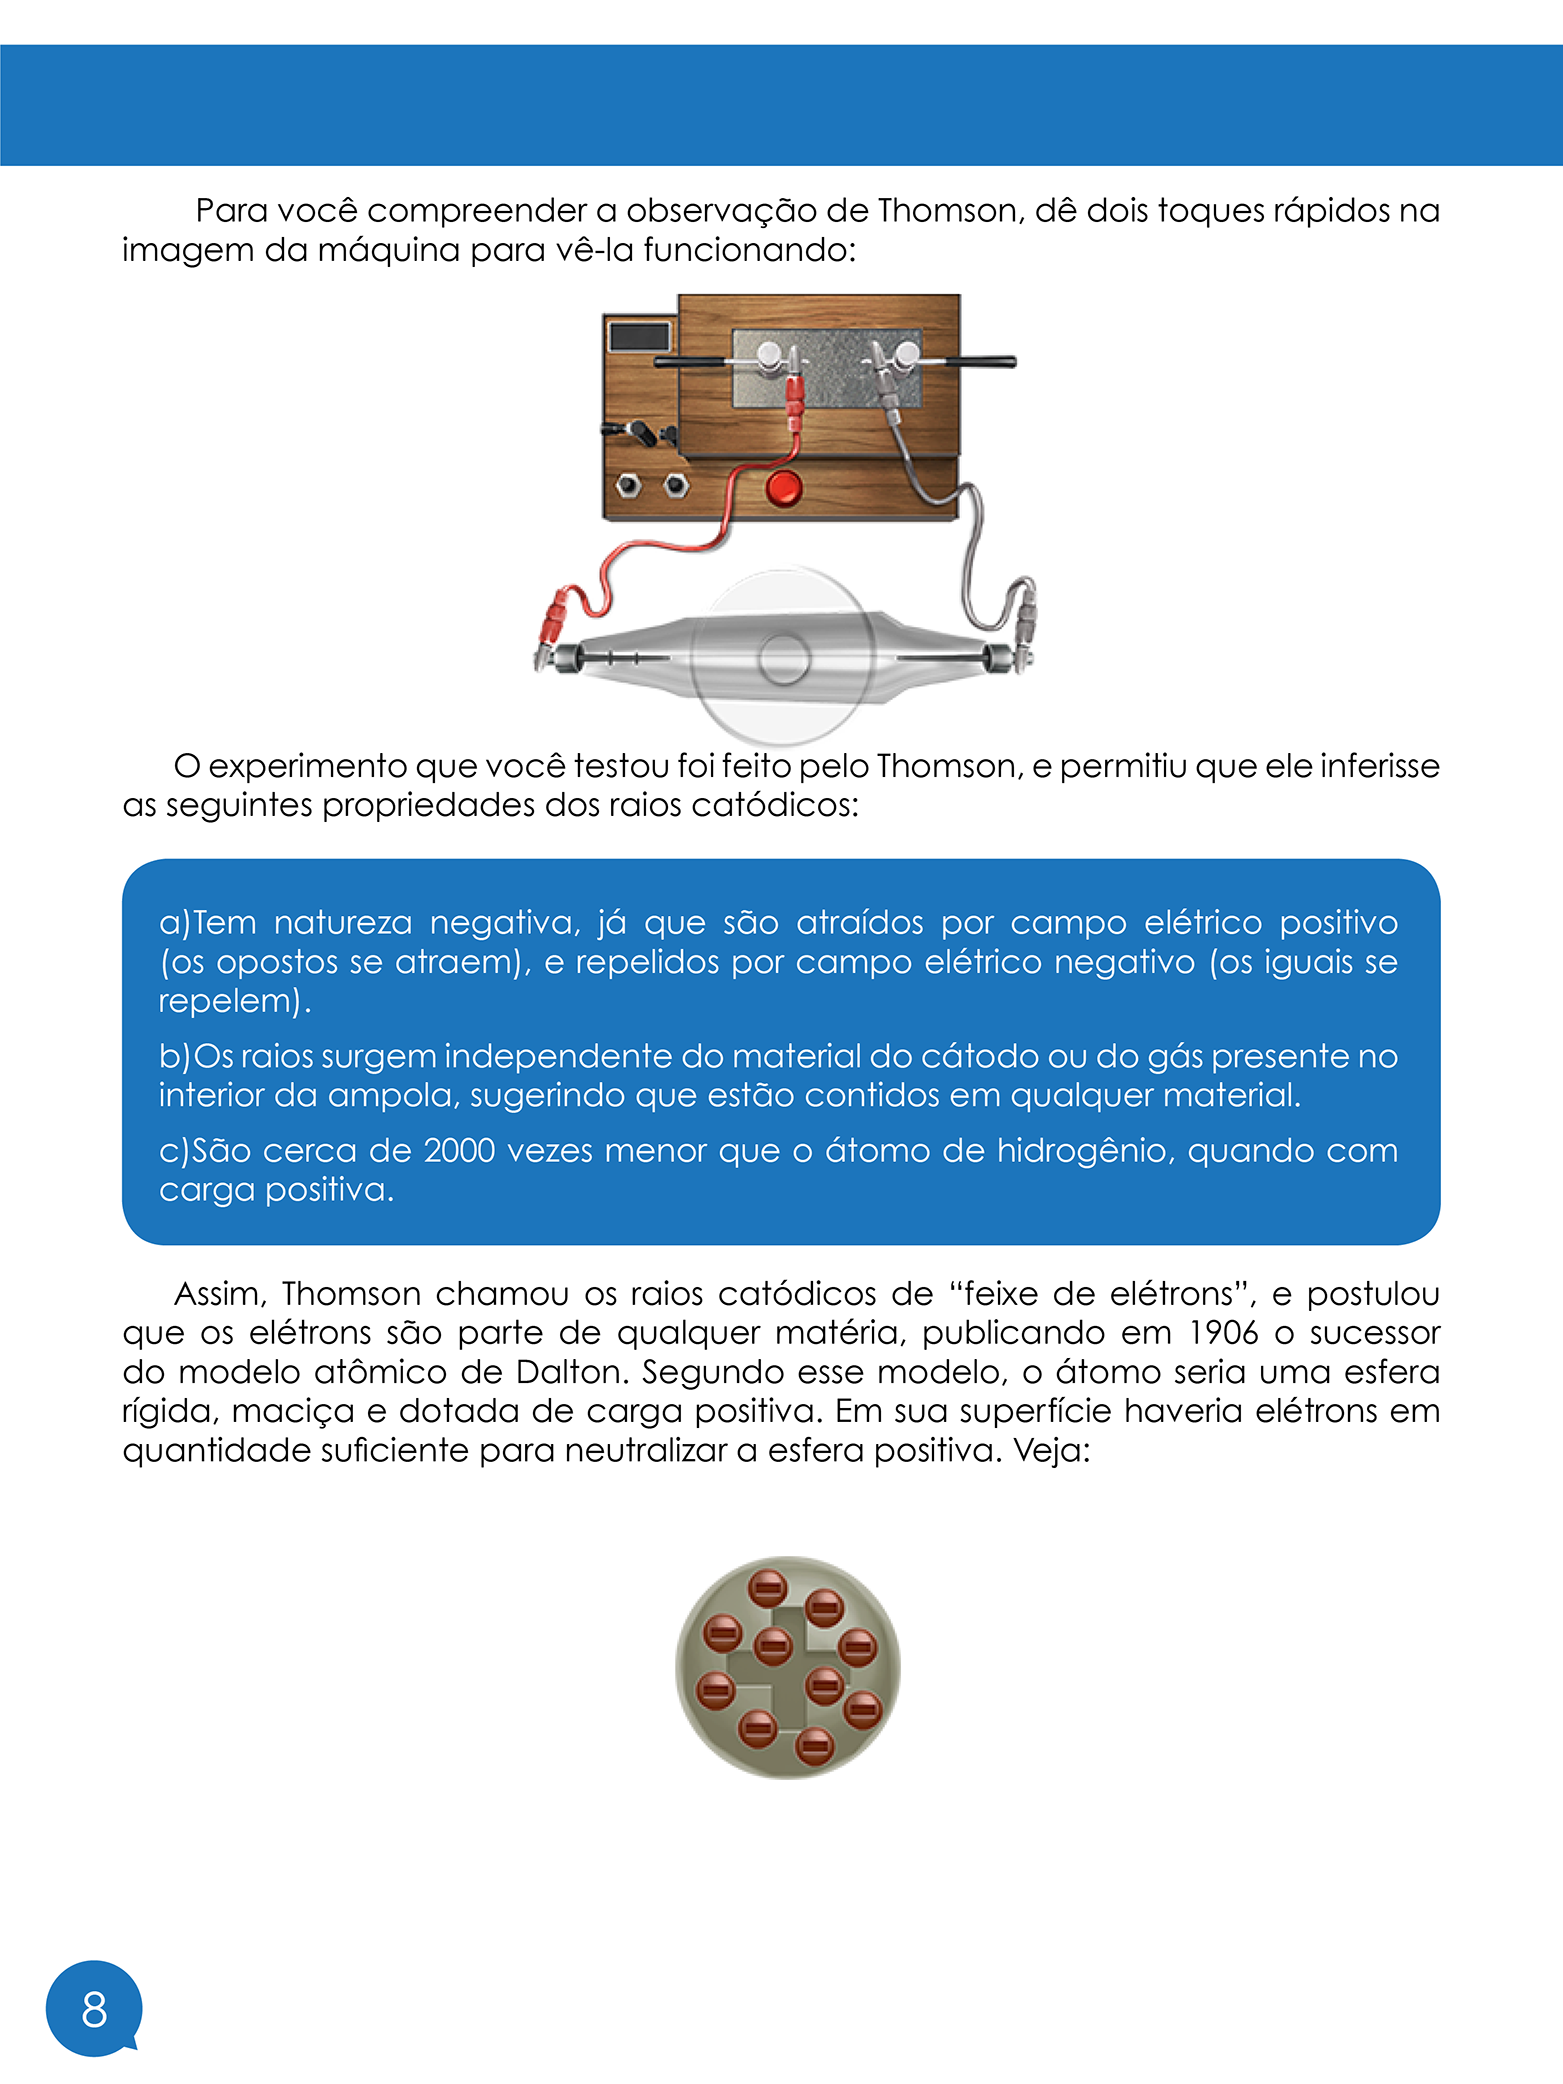 Para você compreender a observação de Thomson, dê dois toques rápidos na
imagem da máquina para vê-la funcionando:
O experimento que você testou foi feito pelo Thomson, e permitiu que ele inferisse
as seguintes propriedades dos raios catódicos:
a)Tem natureza negativa, já que são atraídos por campo elétrico positivo
(os opostos se atraem), e repelidos por campo elétrico negativo (os iguais se
repelem).
b)Os raios surgem independente do material do cátodo ou do gás presente no
interior da ampola, sugerindo que estão contidos em qualquer material.
c)São cerca de 2000 vezes menor que o átomo de hidrogênio, quando com
carga positiva.
Assim, Thomson chamou os raios catódicos de “feixe de elétrons”, e postulou
que os elétrons são parte de qualquer matéria, publicando em 1906 o sucessor
do modelo atômico de Dalton. Segundo esse modelo, o átomo seria uma esfera
rígida, maciça e dotada de carga positiva. Em sua superfície haveria elétrons em
quantidade suficiente para neutralizar a esfera positiva. Veja:
8